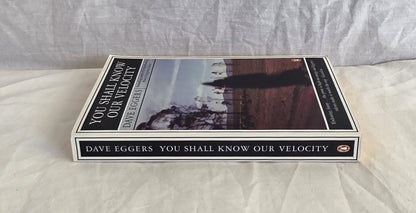 YOU SHALL KNOW
OUR VELOCITY
DAVE EGGERS
DAVE EGGERS YOU SHALL KNOW OUR VELOCITY